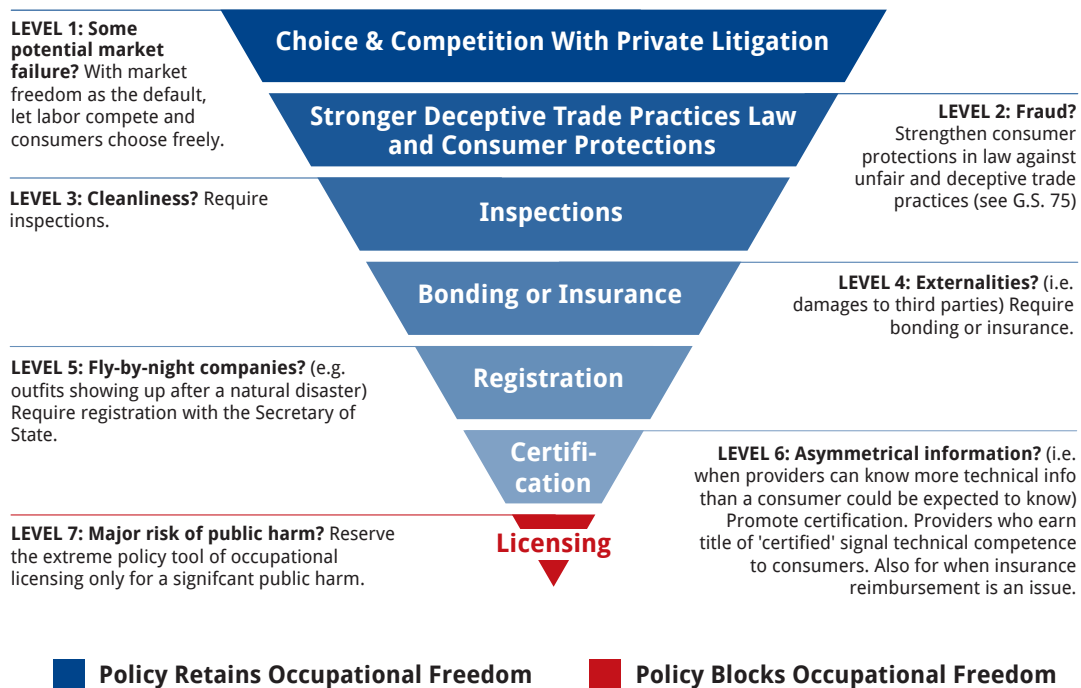 LEVEL 1: Some
potential market
failure? With market
freedom as the default,
let labor compete and
consumers choose freely.
Choice & Competition With Private Litigation
Stronger Deceptive Trade Practices Law
and Consumer Protections
LEVEL 2: Fraud?
Strengthen consumer
protections in law against
unfair and deceptive trade
practices (see G.S. 75)
LEVEL 3: Cleanliness? Require
inspections.
Inspections
Bonding or Insurance
LEVEL 4: Externalities? (i.e.
damages to third parties) Require
bonding or insurance.
LEVEL 5: Fly-by-night companies? (e.g.
outfits showing up after a natural disaster)
Require registration with the Secretary of
State.
Registration
Certifi-
cation
LEVEL 6: Asymmetrical information? (i.e.
when providers can know more technical info
than a consumer could be expected to know)
Promote certification. Providers who earn
title of 'certified' signal technical competence
to consumers. Also for when insurance
reimbursement is an issue.
LEVEL 7: Major risk of public harm? Reserve
the extreme policy tool of occupational
licensing only for a signifcant public harm.
Licensing
Policy Retains Occupational Freedom
Policy Blocks Occupational Freedom